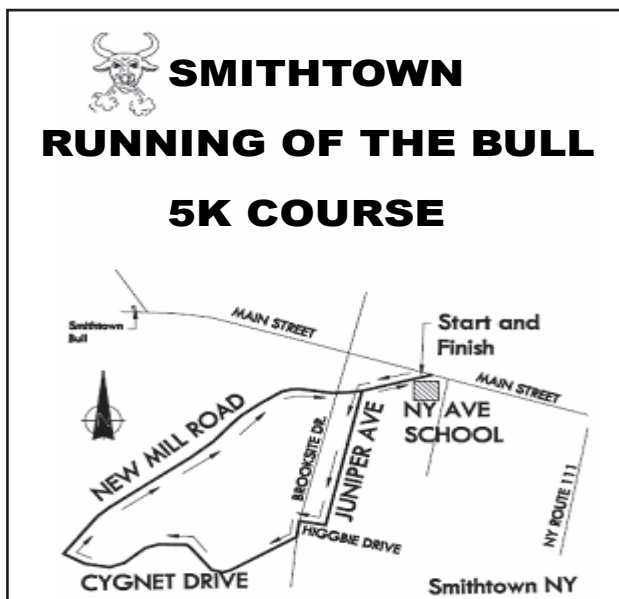 SMITHTOWN
RUNNING OF THE BULL
5K COURSE
MAIN STREET
Smithtown
Bull
Start and
Finish
MAIN STREET
NEW MILL ROAD
NY AVE
SCHOOL
BROOKSITE DR.
JUNIPER AVE
NY ROUTE 111
HIGGBIE DRIVE
CYGNET DRIVE
Smithtown NY